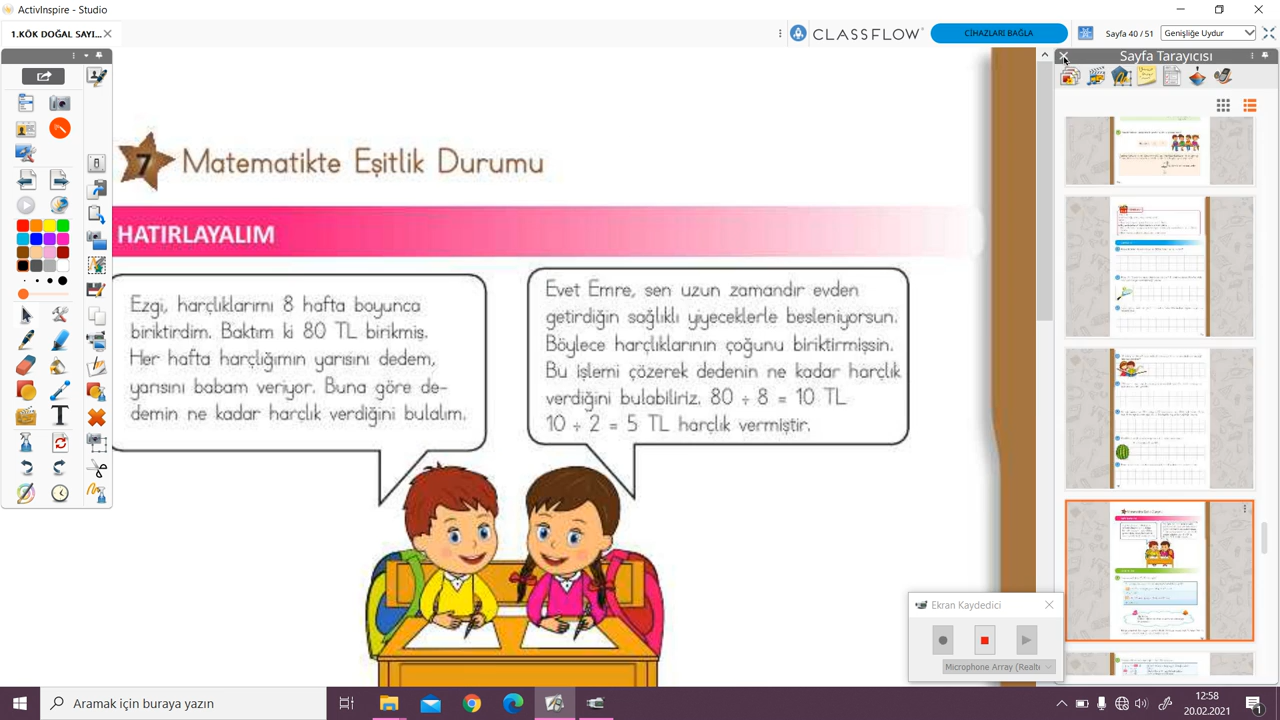 ActivInspire - Studio
1.KÖK DOĞAL SAYI...
CLASSFLOW
CİHAZLARI BAĞLA
Sayfa 40 / 51
Genişliğe Uydur
Sayfa Tarayıcısı
7 Matematikte Eşitlik Durumu
HATIRLAYALIM
Ezgi, harçlıklarımı 8 hafta boyunca
biriktirdim. Baktım ki 80 TL birikmiş.
Her hafta harçlığımın yarısını dedem,
yarısını babam veriyor. Buna göre de-
demin ne kadar harçlık verdiğini bulalım.
Evet Emre, sen uzun zamandır evden
getirdiğin sağlıklı yiyeceklerle besleniyorsun.
Böylece harçlıklarının çoğunu biriktirmişsin.
Bu işlemi çözerek dedenin ne kadar harçlık
verdiğini bulabiliriz. 80 ÷ 8 = 10 TL
10 ÷ 2 = 5 TL harçlık vermiştir.
Ekran Kaydedici
Microphone Array (Realt
Aramak için buraya yazın
12:58
20.02.2021
1